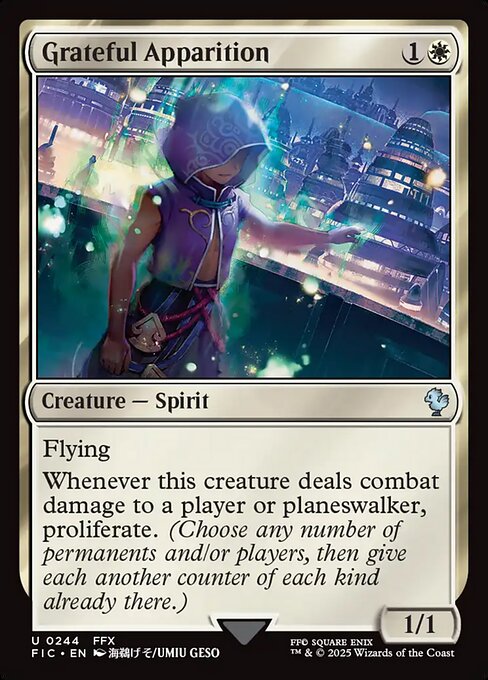 Grateful Apparition 1
Creature — Spirit
Flying
Whenever this creature deals combat
damage to a player or planeswalker,
proliferate. (Choose any number of
permanents and/or players, then give
each another counter of each kind
already there.)
1/1
U 0244 FFX
FIC • EN 海鵜げそ/UMIU GESO
FF© SQUARE ENIX
™ & © 2025 Wizards of the Coast